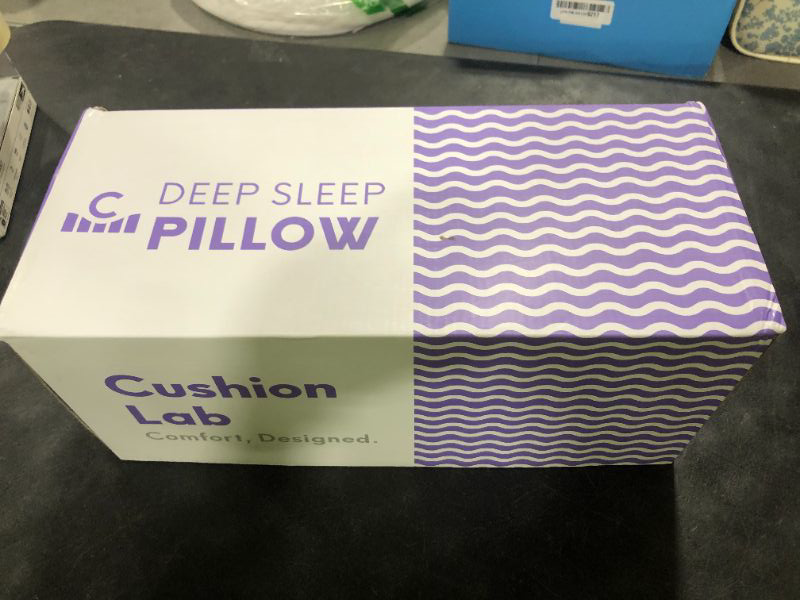 DEEP SLEEP
PILLOW
Cushion
Lab
Comfort, Designed.